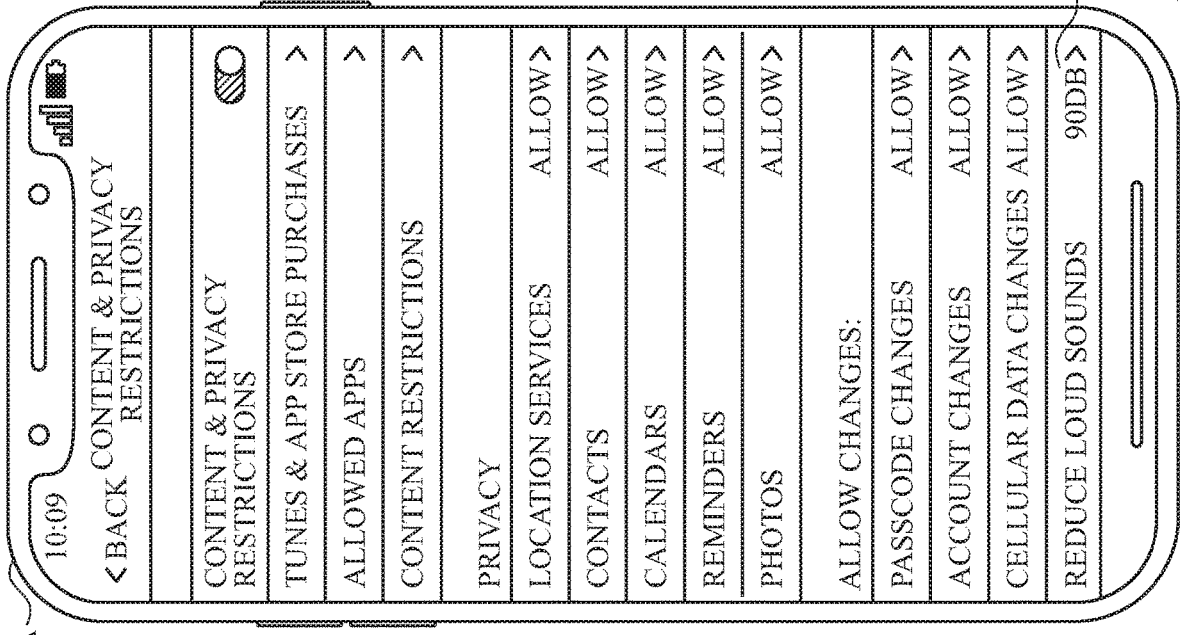 10:09
<BACK CONTENT & PRIVACY
RESTRICTIONS
CONTENT & PRIVACY
RESTRICTIONS
TUNES & APP STORE PURCHASES >
ALLOWED APPS >
CONTENT RESTRICTIONS >
PRIVACY
LOCATION SERVICES ALLOW>
CONTACTS ALLOW>
CALENDARS ALLOW>
REMINDERS ALLOW>
PHOTOS ALLOW>
ALLOW CHANGES:
PASSCODE CHANGES ALLOW>
ACCOUNT CHANGES ALLOW>
CELLULAR DATA CHANGES ALLOW>
REDUCE LOUD SOUNDS 90DB>